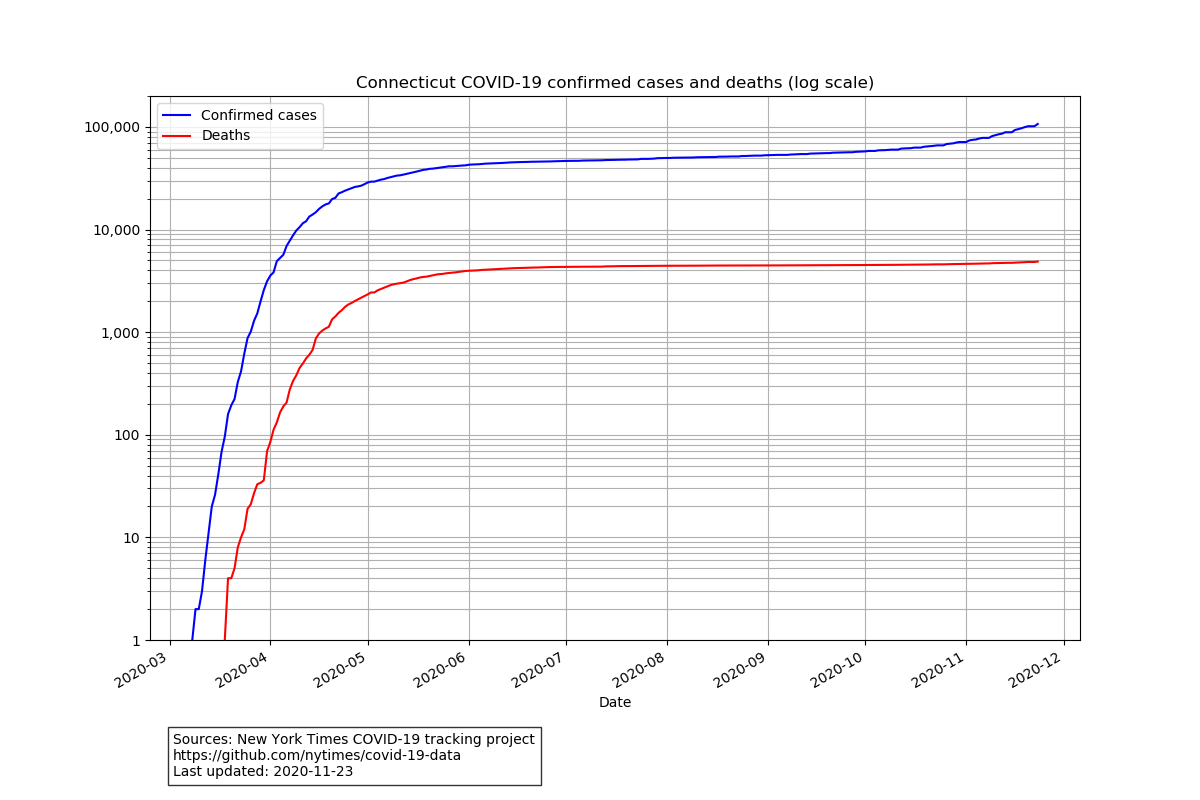 Connecticut COVID-19 confirmed cases and deaths (log scale)
Confirmed cases
Deaths
100,000
10,000
1,000
100
10
1
2020-03 2020-04 2020-05 2020-06 2020-07 2020-08 2020-09 2020-10 2020-11 2020-12
Date
Sources: New York Times COVID-19 tracking project
https://github.com/nytimes/covid-19-data
Last updated: 2020-11-23